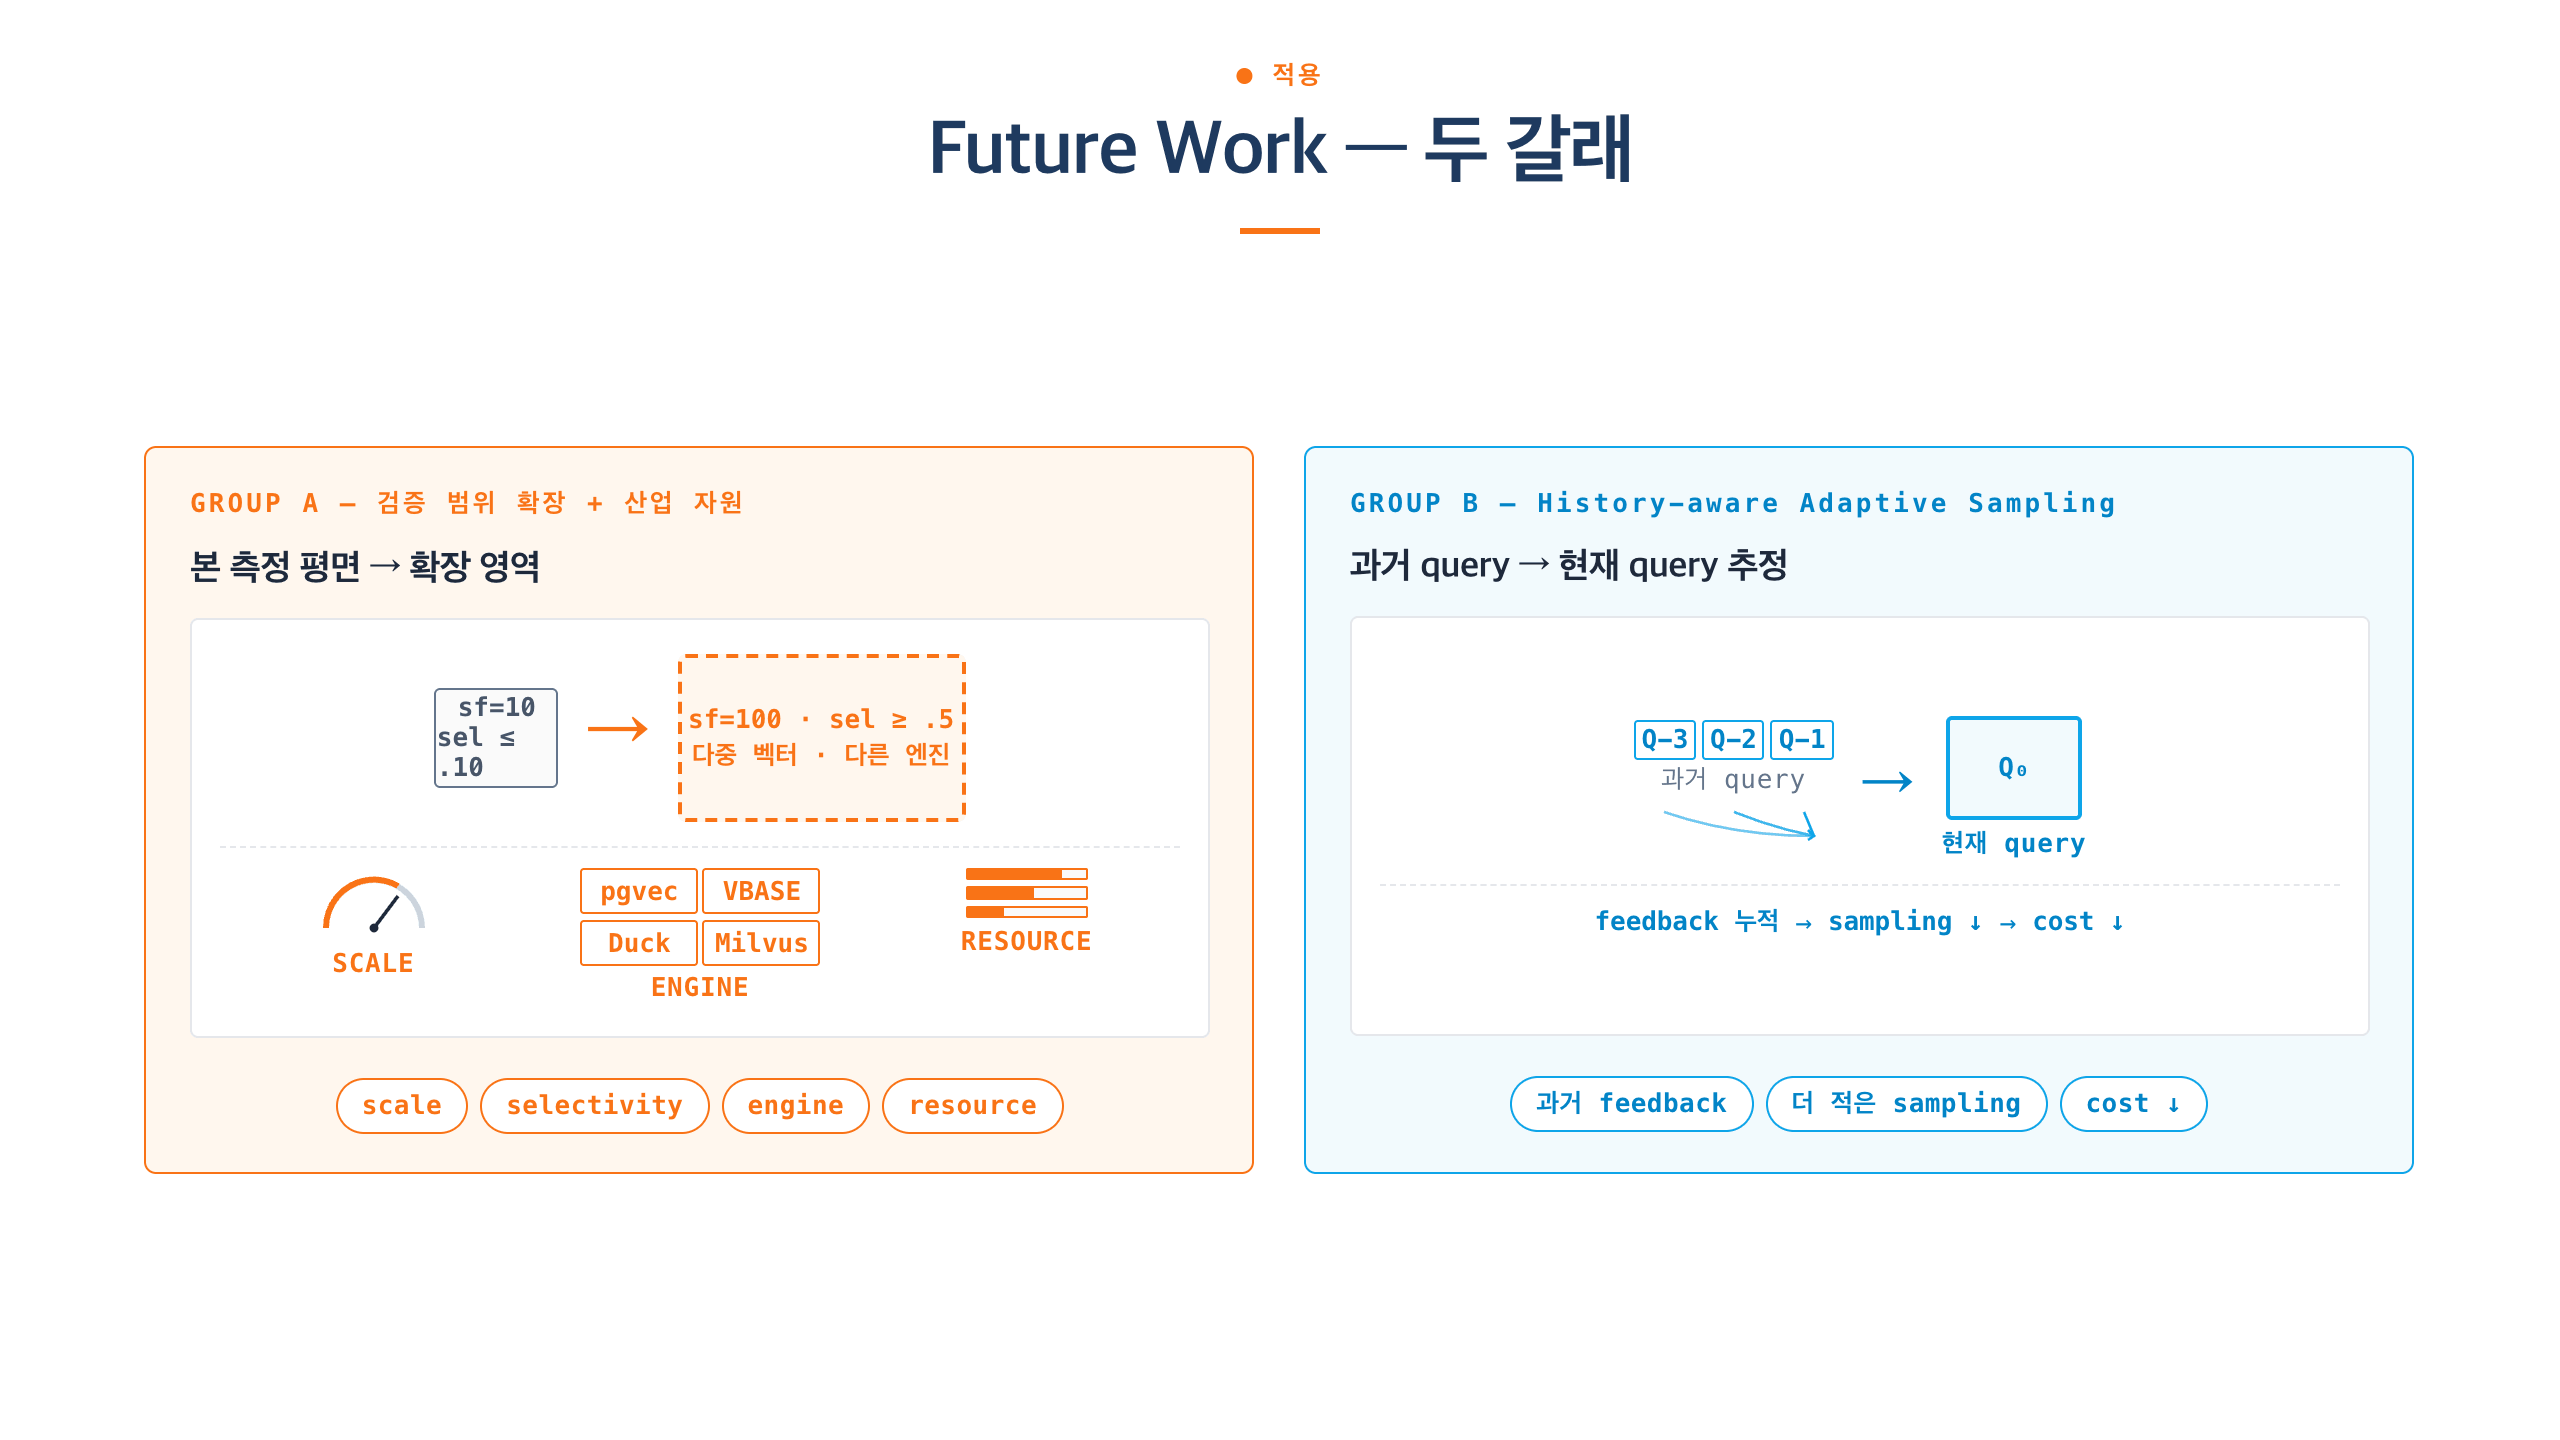 적용
Future Work — 두 갈래
GROUP A — 검증 범위 확장 + 산업 자원
본 측정 평면 → 확장 영역
sf=10
sel ≤
.10
→
sf=100 · sel ≥ .5
다중 벡터 · 다른 엔진
SCALE
pgvec VBASE
Duck Milvus
ENGINE
RESOURCE
scale selectivity engine resource
GROUP B — History-aware Adaptive Sampling
과거 query → 현재 query 추정
Q−3 Q−2 Q−1
과거 query
→
Q₀
현재 query
feedback 누적 → sampling ↓ → cost ↓
과거 feedback 더 적은 sampling cost ↓